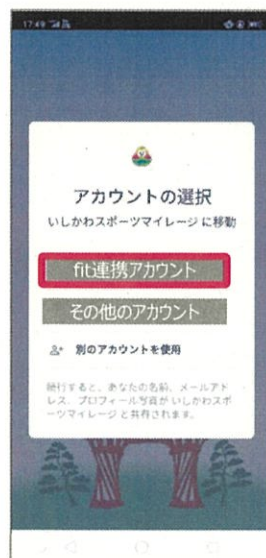 17:49
アカウントの選択
いしかわスポーツマイレージ に移動
fit連携アカウント
その他のアカウント
別のアカウントを使用
続行すると、あなたの名前、メールアド
レス、プロフィール写真が いしかわスポ
ーツマイレージ と共有されます。